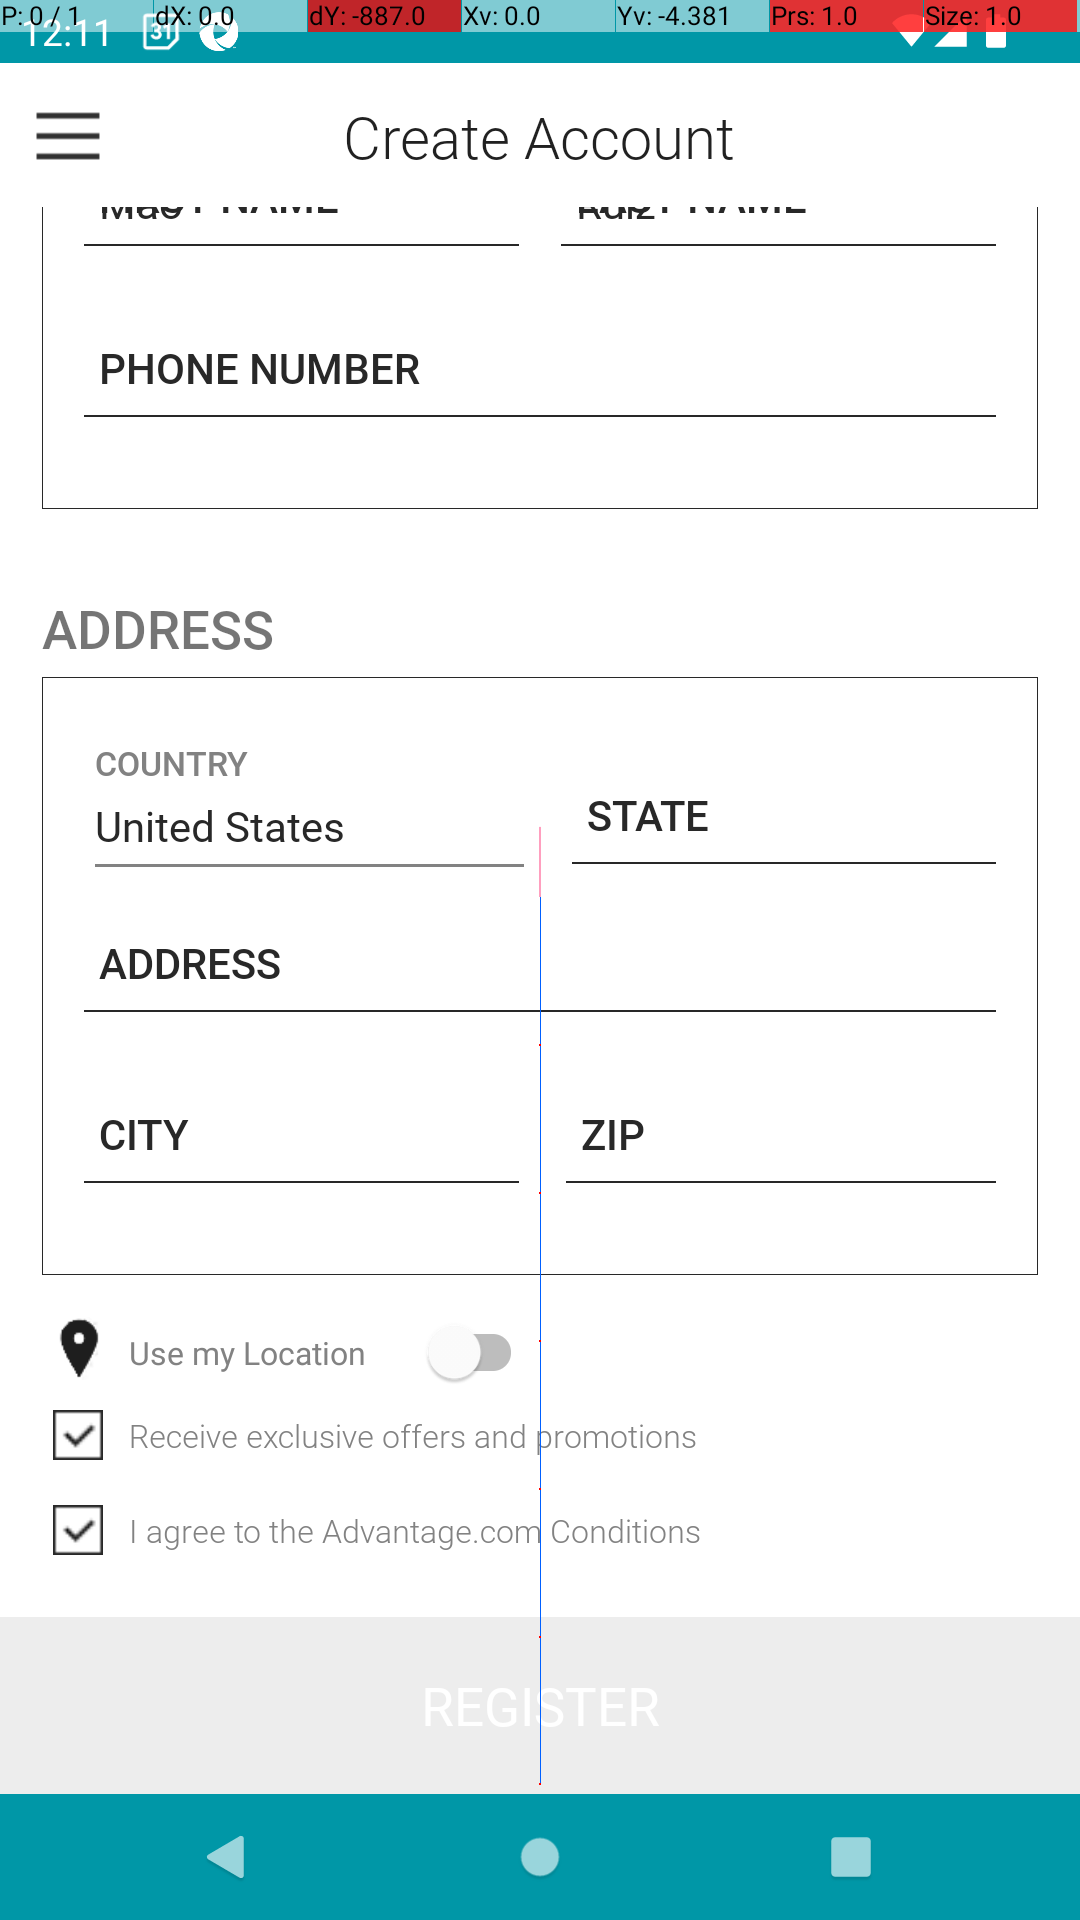 P: 0 / 1 dX: 0.0 dY: -887.0 Xv: 0.0 Yv: -4.381 Prs: 1.0 Size: 1.0
12:11 31
Create Account
PHONE NUMBER
ADDRESS
COUNTRY
United States
STATE
ADDRESS
CITY ZIP
Use my Location
Receive exclusive offers and promotions
I agree to the Advantage.com Conditions
REGISTER